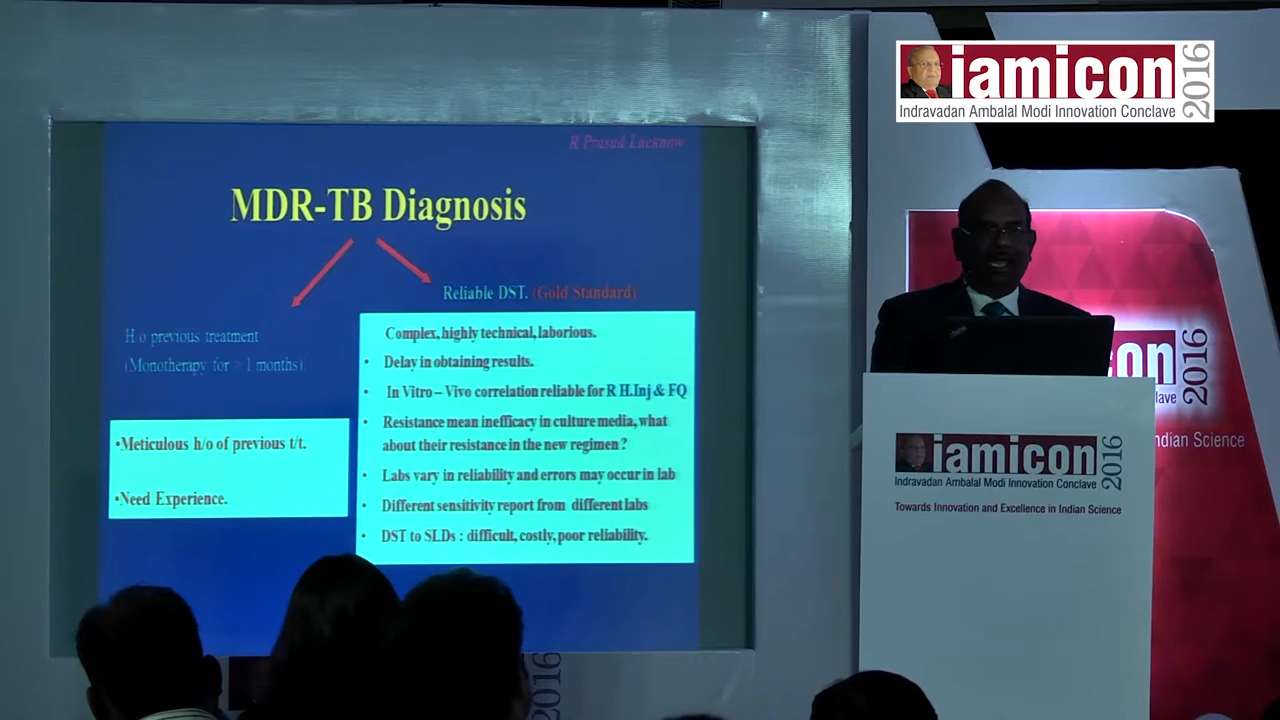 iamicon 2016
Indravadan Ambalal Modi Innovation Conclave
R Prasad Lucknow
MDR-TB Diagnosis
Reliable DST. (Gold Standard)
H o previous treatment
(Monotherapy for > 1 months)
•Meticulous h/o of previous t/t.
•Need Experience.
Complex, highly technical, laborious.
• Delay in obtaining results.
• In Vitro – Vivo correlation reliable for R H.Inj & FQ
• Resistance mean inefficacy in culture media, what
about their resistance in the new regimen ?
• Labs vary in reliability and errors may occur in lab
• Different sensitivity report from different labs
• DST to SLDs : difficult, costly, poor reliability.
con 2016
clave
ndian Science
iamicon 2016
Indravadan Ambalal Modi Innovation Conclave
Towards Innovation and Excellence in Indian Science
2016